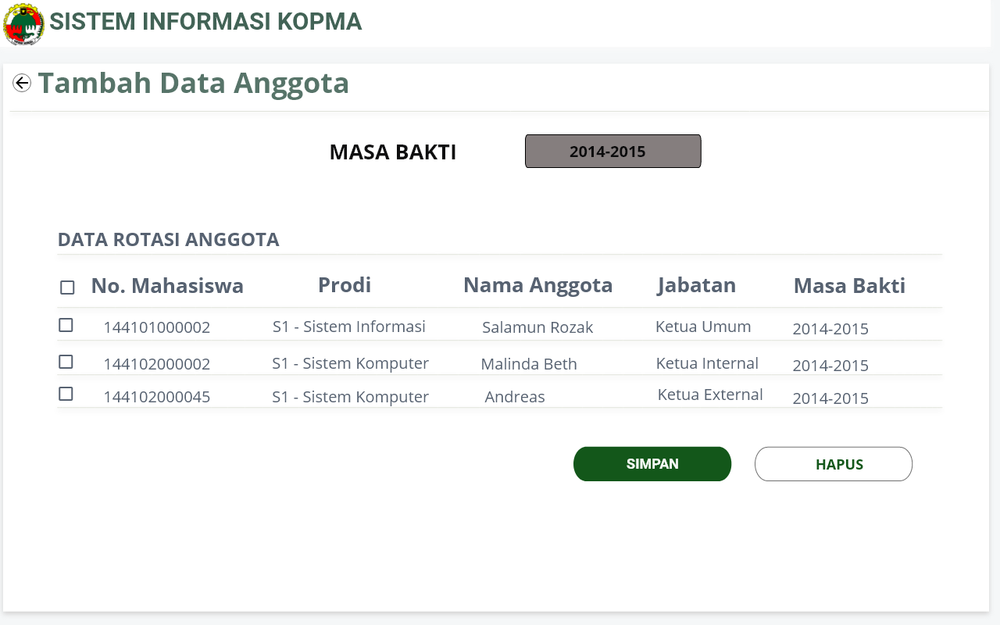 SISTEM INFORMASI KOPMA
Tambah Data Anggota
MASA BAKTI 2014-2015
DATA ROTASI ANGGOTA
No. Mahasiswa Prodi Nama Anggota Jabatan Masa Bakti
144101000002 S1 - Sistem Informasi Salamun Rozak Ketua Umum 2014-2015
144102000002 S1 - Sistem Komputer Malinda Beth Ketua Internal 2014-2015
144102000045 S1 - Sistem Komputer Andreas Ketua External 2014-2015
SIMPAN HAPUS